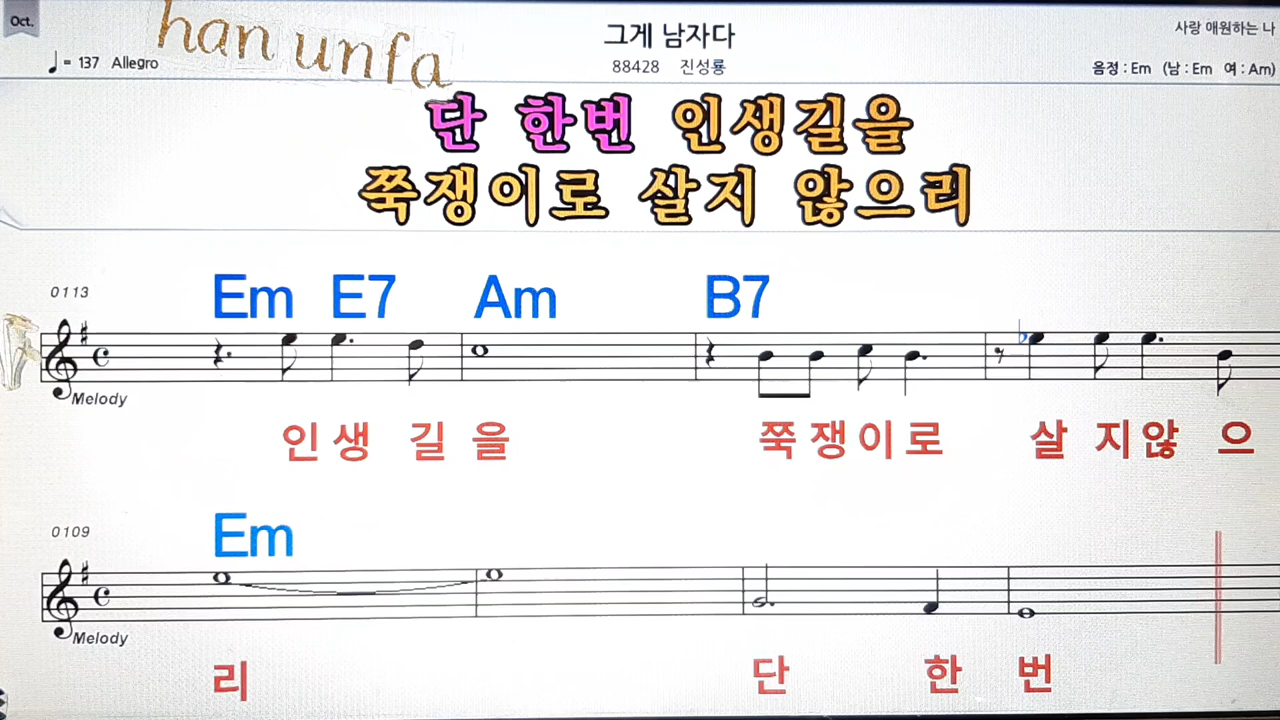 Oct.
han unfa
그게 남자다
사랑 애원하는 나
♩= 137 Allegro
88428 진성룡
음정 : Em (남 : Em 여 : Am)
단 한번 인생길을
쭉쟁이로 살지 않으리
0113
Em E7 Am B7
Melody
인 생 길 을 쭉 쟁 이 로 살 지 않 으
0109
Em
Melody
리 단 한 번